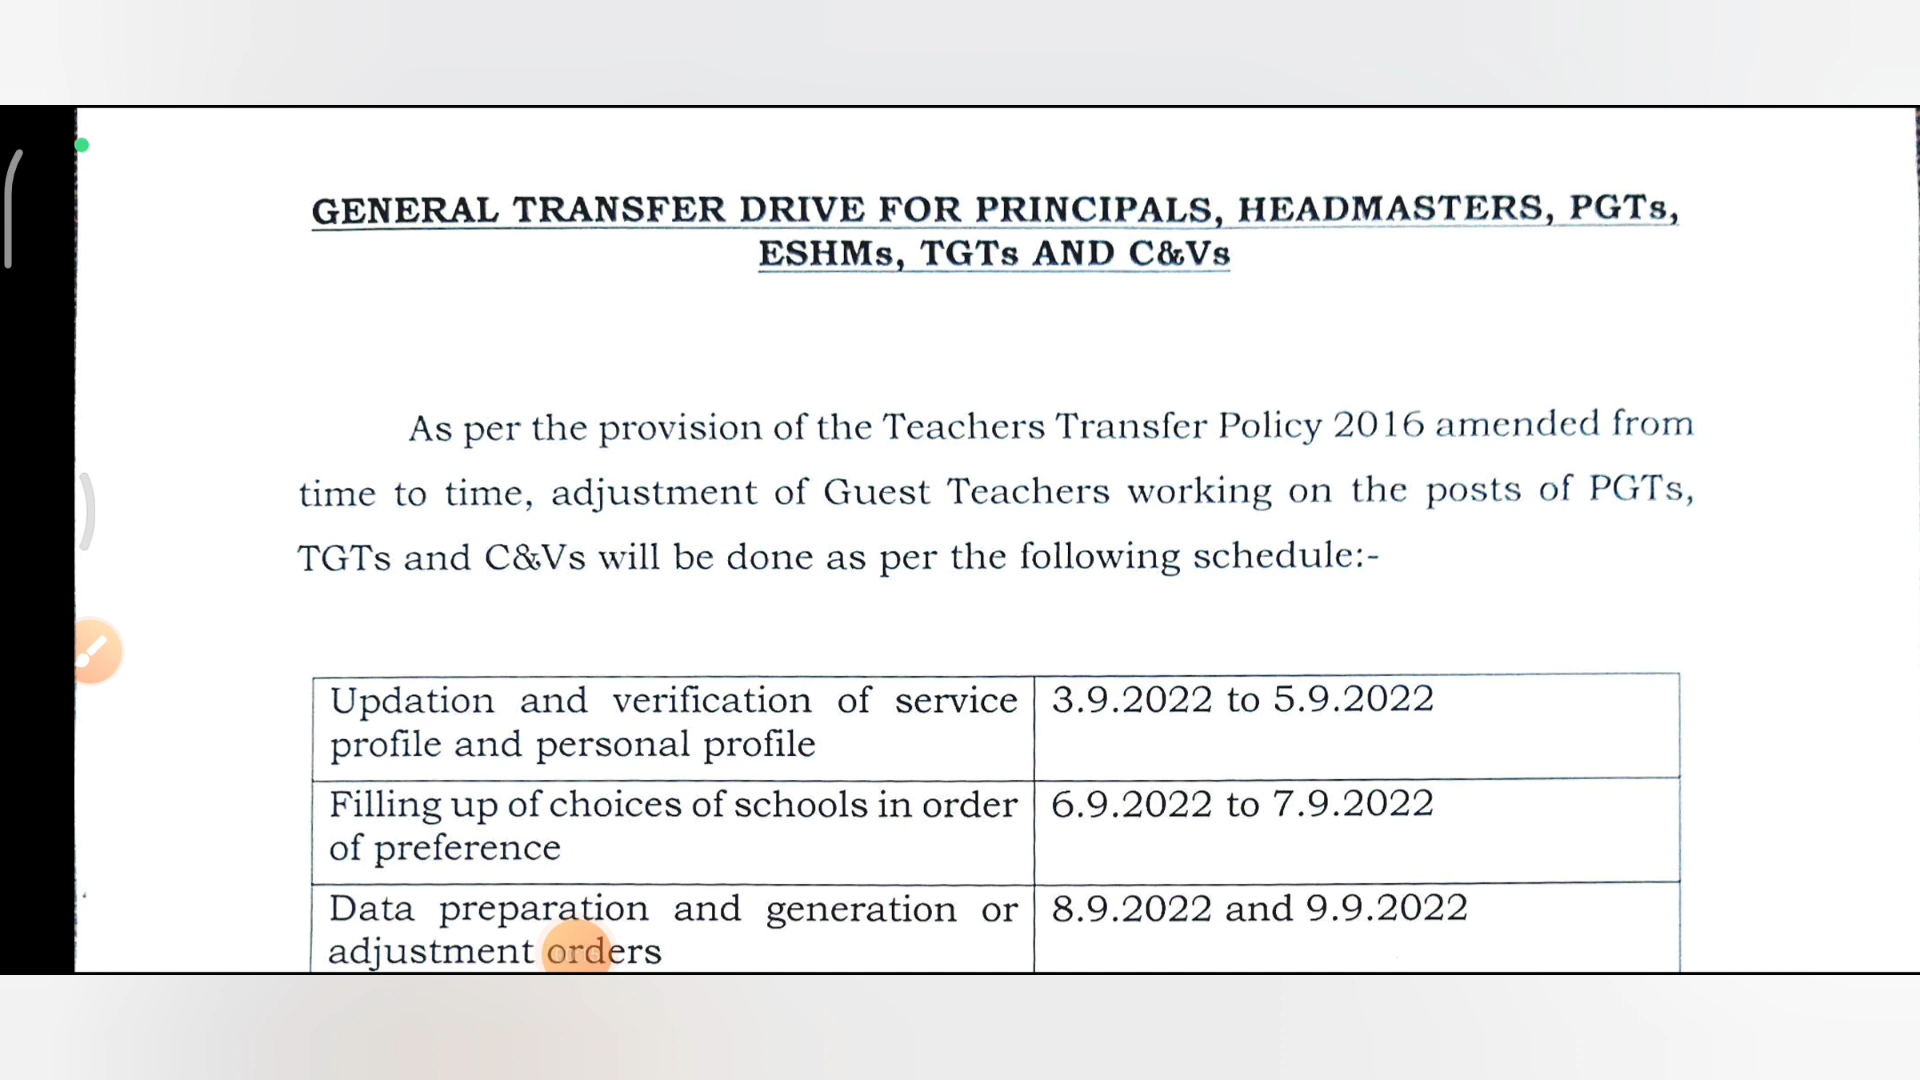 GENERAL TRANSFER DRIVE FOR PRINCIPALS, HEADMASTERS, PGTs,
ESHMs, TGTs AND C&Vs
As per the provision of the Teachers Transfer Policy 2016 amended from
time to time, adjustment of Guest Teachers working on the posts of PGTs,
TGTs and C&Vs will be done as per the following schedule:-
Updation and verification of service 3.9.2022 to 5.9.2022
profile and personal profile
Filling up of choices of schools in order 6.9.2022 to 7.9.2022
of preference
Data preparation and generation or 8.9.2022 and 9.9.2022
adjustment orders